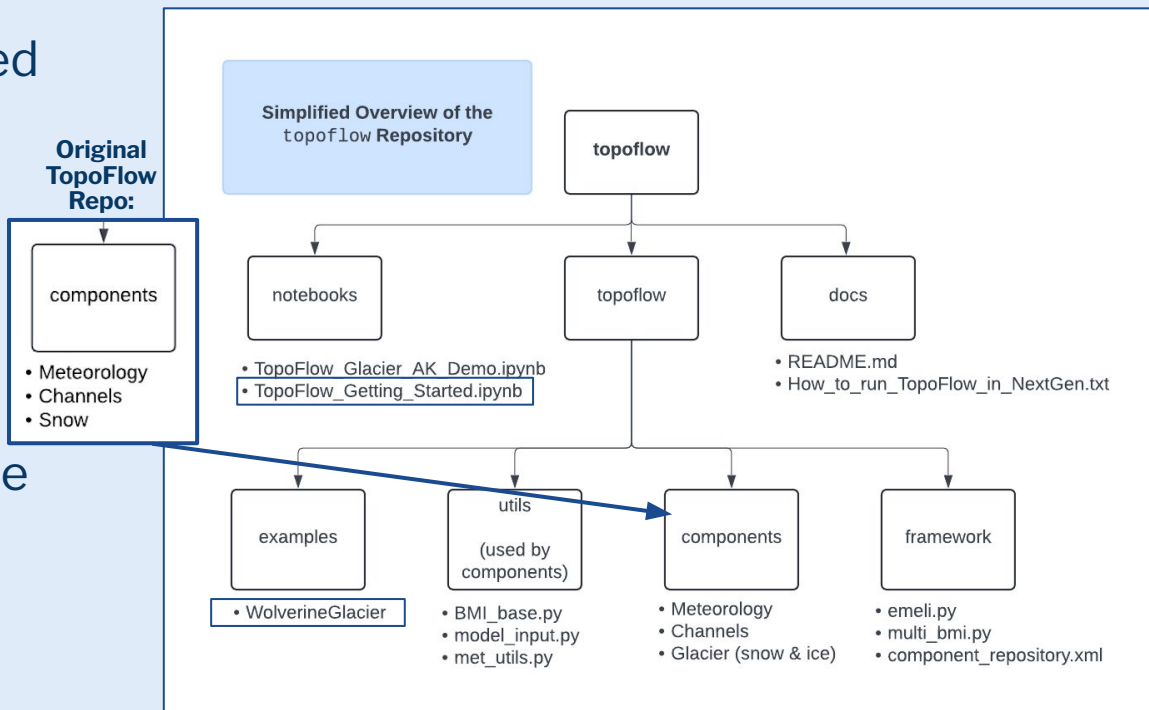 ed
Original
TopoFlow
Repo:
components
• Meteorology
• Channels
• Snow
e
Simplified Overview of the
topoflow Repository
topoflow
notebooks
topoflow
docs
• TopoFlow_Glacier_AK_Demo.ipynb
• TopoFlow_Getting_Started.ipynb
• README.md
• How_to_run_TopoFlow_in_NextGen.txt
examples
utils
(used by
components)
components
framework
• WolverineGlacier
• BMI_base.py
• model_input.py
• met_utils.py
• Meteorology
• Channels
• Glacier (snow & ice)
• emeli.py
• multi_bmi.py
• component_repository.xml